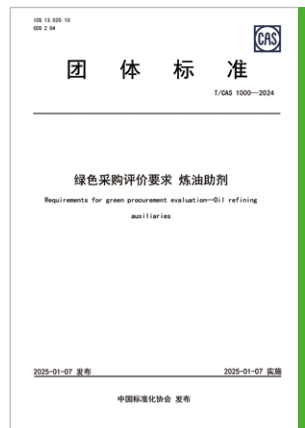 ICS 13.020.10
CCS Z 04
CAS
团体标准
T/CAS 1000—2024
绿色采购评价要求 炼油助剂
Requirements for green procurement evaluation—Oil refining
auxiliaries
2025-01-07 发布
2025-01-07 实施
中国标准化协会 发布